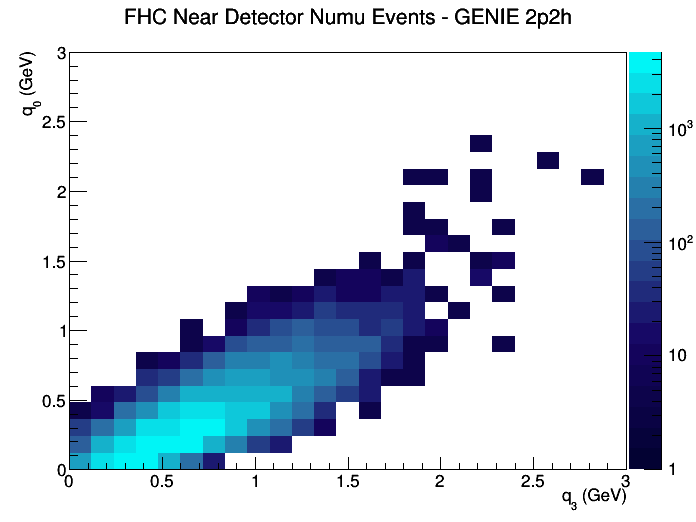 FHC Near Detector Numu Events - GENIE 2p2h
q₀ (GeV)
3
2.5
2
1.5
1
0.5
0
0 0.5 1 1.5 2 2.5 3
q₃ (GeV)
10³
10²
10
1